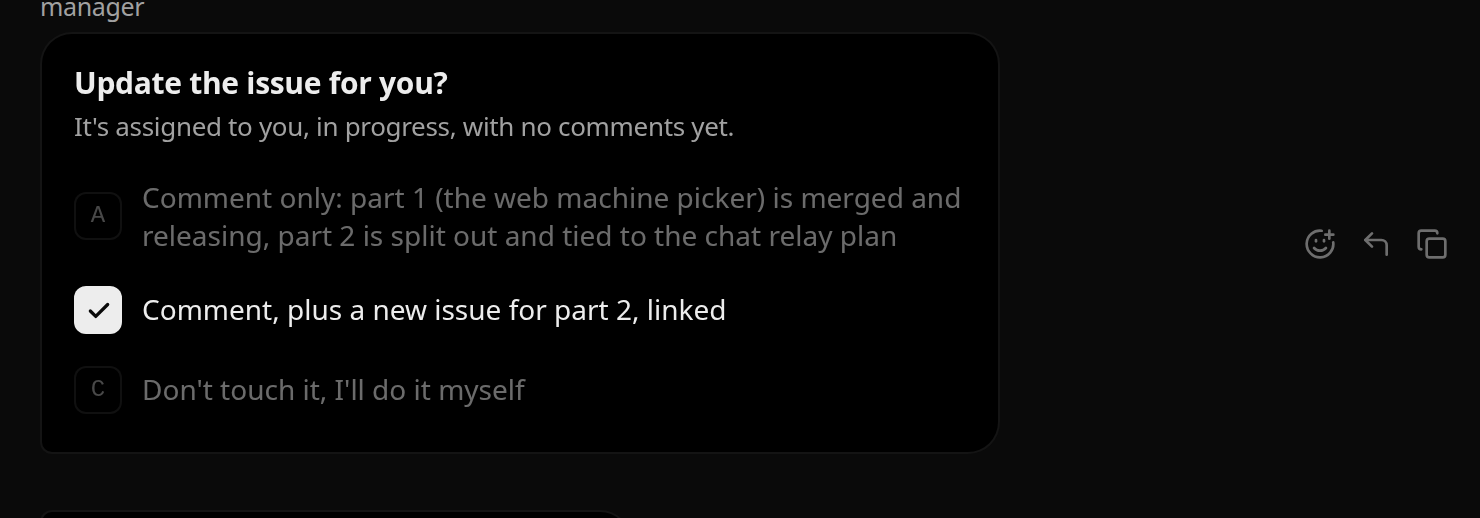 manager
Update the issue for you?
It's assigned to you, in progress, with no comments yet.
A
Comment only: part 1 (the web machine picker) is merged and
releasing, part 2 is split out and tied to the chat relay plan
Comment, plus a new issue for part 2, linked
C
Don't touch it, I'll do it myself